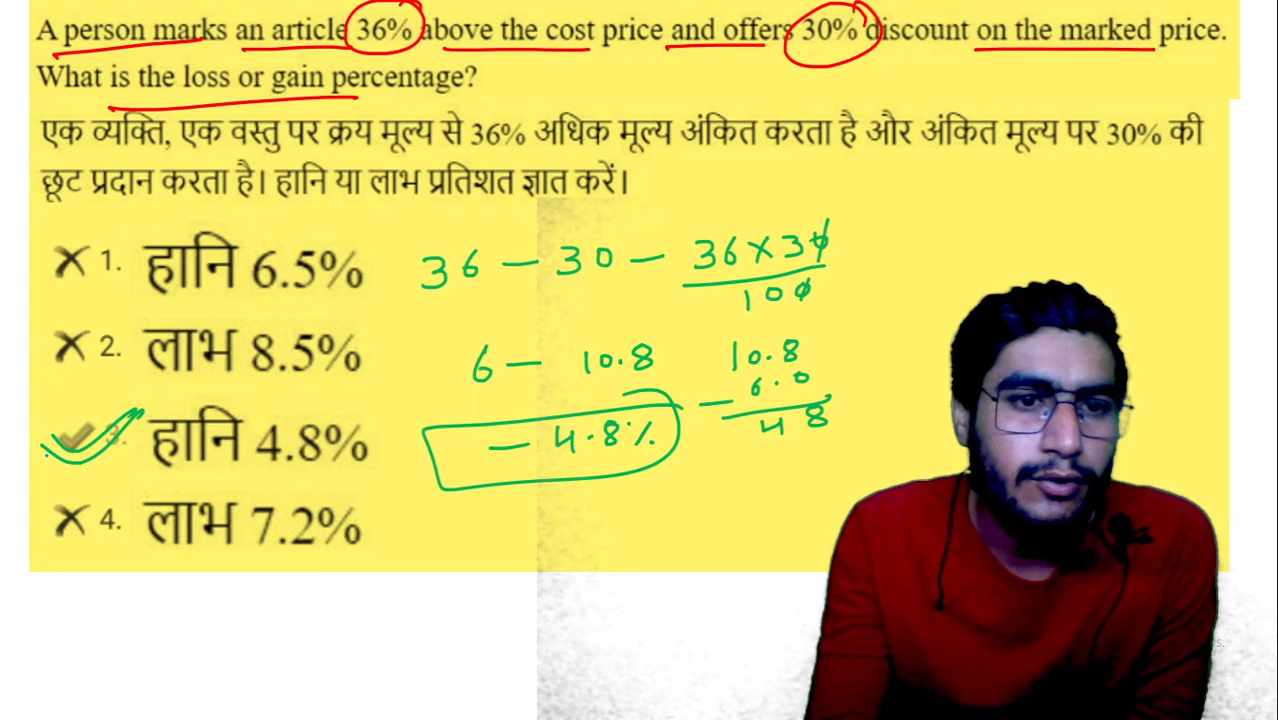 A person marks an article 36% above the cost price and offers 30% discount on the marked price.
What is the loss or gain percentage?
एक व्यक्ति, एक वस्तु पर क्रय मूल्य से 36% अधिक मूल्य अंकित करता है और अंकित मूल्य पर 30% की
छूट प्रदान करता है। हानि या लाभ प्रतिशत ज्ञात करें।
1. हानि 6.5%
2. लाभ 8.5%
3. हानि 4.8%
4. लाभ 7.2%
36 — 30 — 36 × 30
100
6 — 10.8
— 4.8%
10.8
— 6.0
4 8